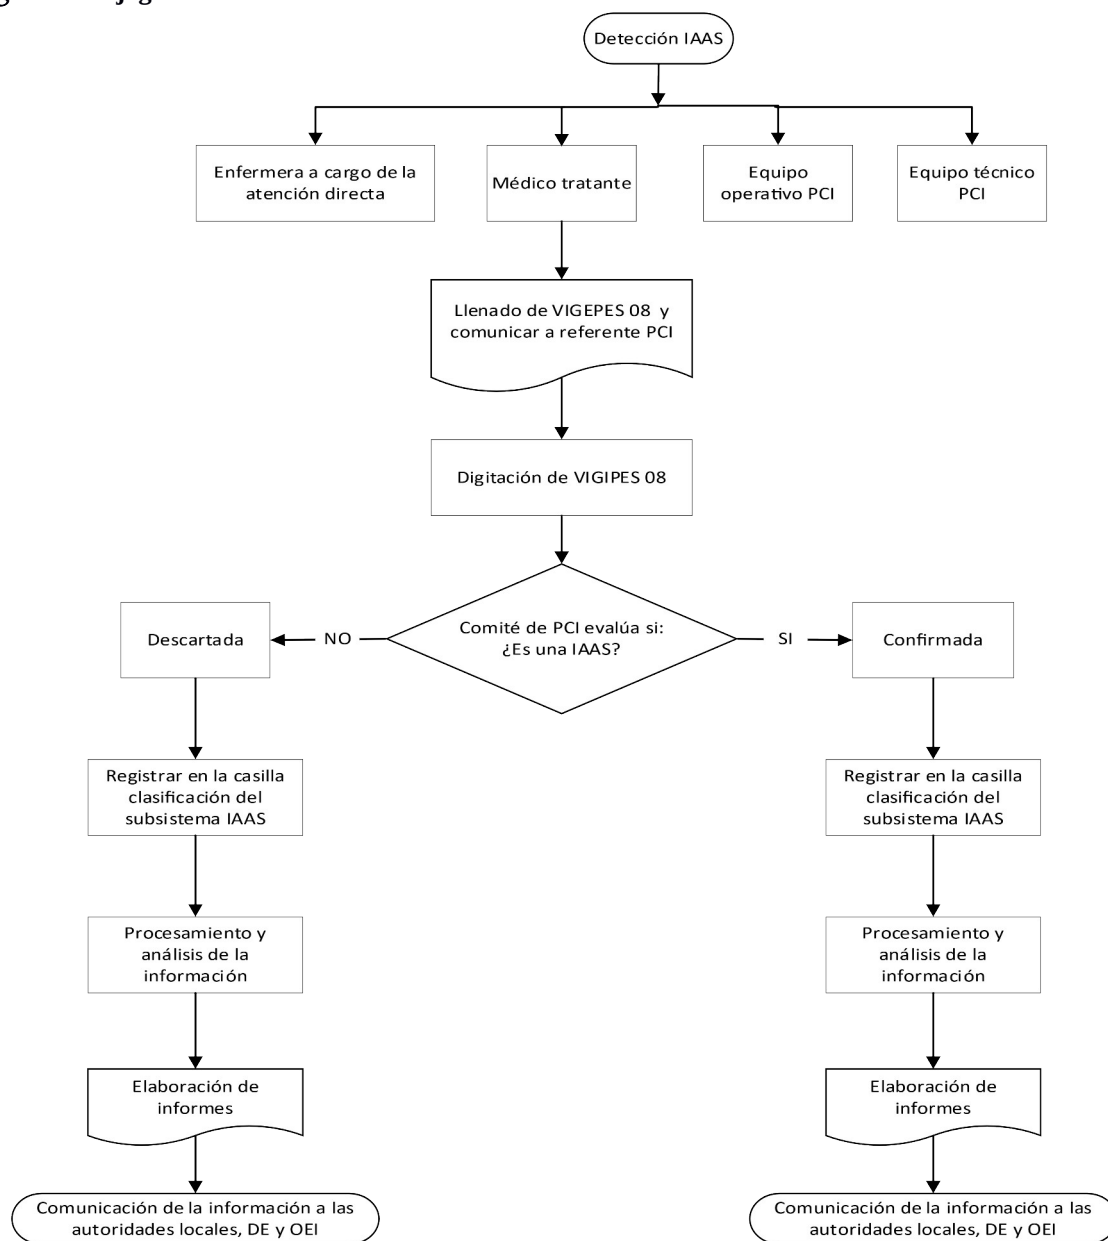 Detección IAAS
Enfermera a cargo de la
atención directa
Médico tratante
Equipo
operativo PCI
Equipo técnico
PCI
Llenado de VIGEPES 08 y
comunicar a referente PCI
Digitación de VIGIPES 08
Comité de PCI evalúa si:
¿Es una IAAS?
NO
SI
Descartada
Confirmada
Registrar en la casilla
clasificación del
subsistema IAAS
Registrar en la casilla
clasificación del
subsistema IAAS
Procesamiento y
análisis de la
información
Procesamiento y
análisis de la
información
Elaboración de
informes
Elaboración de
informes
Comunicación de la información a las
autoridades locales, DE y OEI
Comunicación de la información a las
autoridades locales, DE y OEI